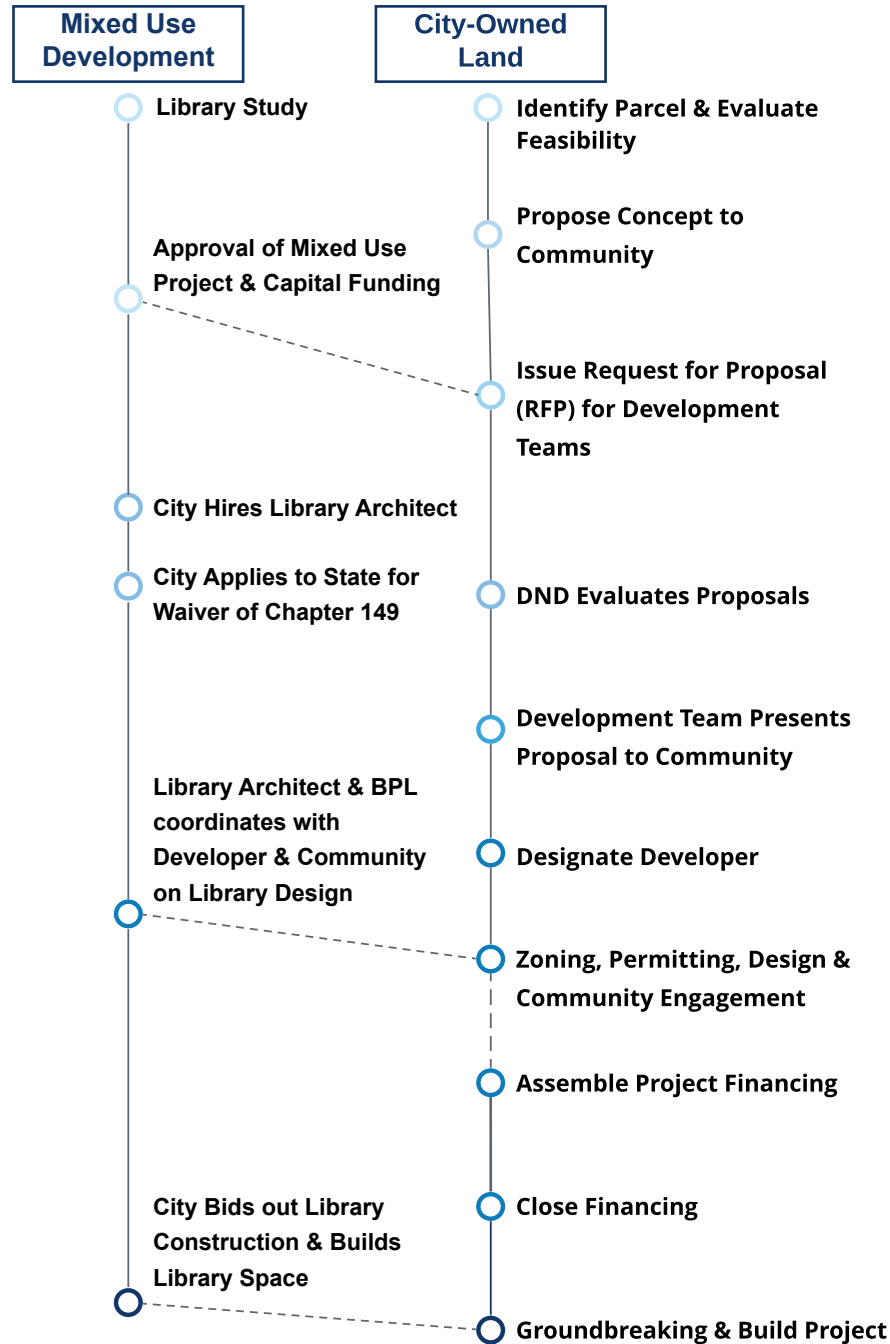 Mixed Use
Development
Library Study
Approval of Mixed Use
Project & Capital Funding
City Hires Library Architect
City Applies to State for
Waiver of Chapter 149
Library Architect & BPL
coordinates with
Developer & Community
on Library Design
City Bids out Library
Construction & Builds
Library Space
City-Owned
Land
Identify Parcel & Evaluate
Feasibility
Propose Concept to
Community
Issue Request for Proposal
(RFP) for Development
Teams
DND Evaluates Proposals
Development Team Presents
Proposal to Community
Designate Developer
Zoning, Permitting, Design &
Community Engagement
Assemble Project Financing
Close Financing
Groundbreaking & Build Project